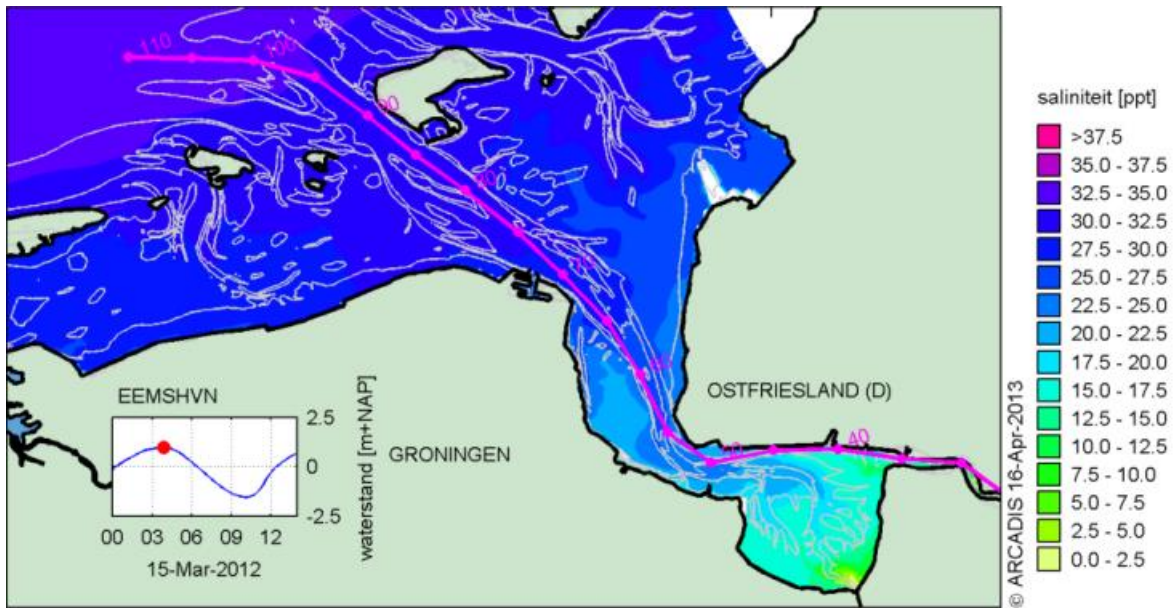 110
100
90
80
70
40
OSTFRIESLAND (D)
GRONINGEN
EEMSHVN
2.5
0
-2.5
waterstand [m+NAP]
00 03 06 09 12
15-Mar-2012
© ARCADIS 16-Apr-2013
saliniteit [ppt]
>37.5
35.0 - 37.5
32.5 - 35.0
30.0 - 32.5
27.5 - 30.0
25.0 - 27.5
22.5 - 25.0
20.0 - 22.5
17.5 - 20.0
15.0 - 17.5
12.5 - 15.0
10.0 - 12.5
7.5 - 10.0
5.0 - 7.5
2.5 - 5.0
0.0 - 2.5